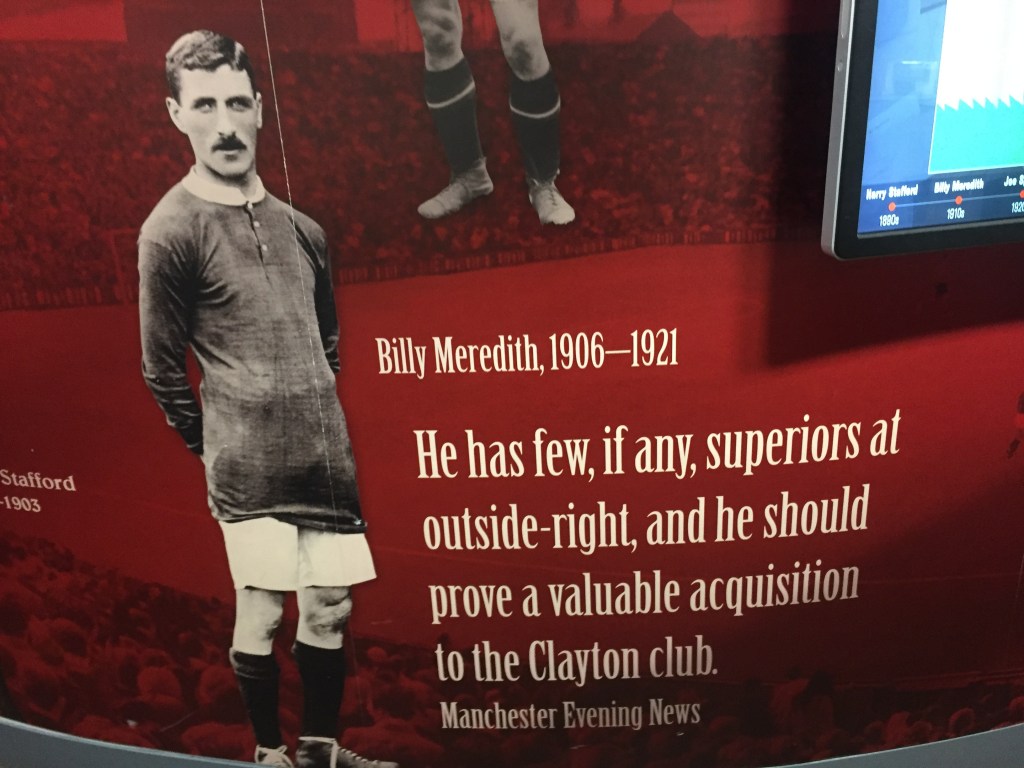 Harry Stafford
Billy Meredith
Joe
1890s
1910s
Billy Meredith, 1906–1921
He has few, if any, superiors at
outside-right, and he should
prove a valuable acquisition
to the Clayton club.
Manchester Evening News
Stafford
-1903